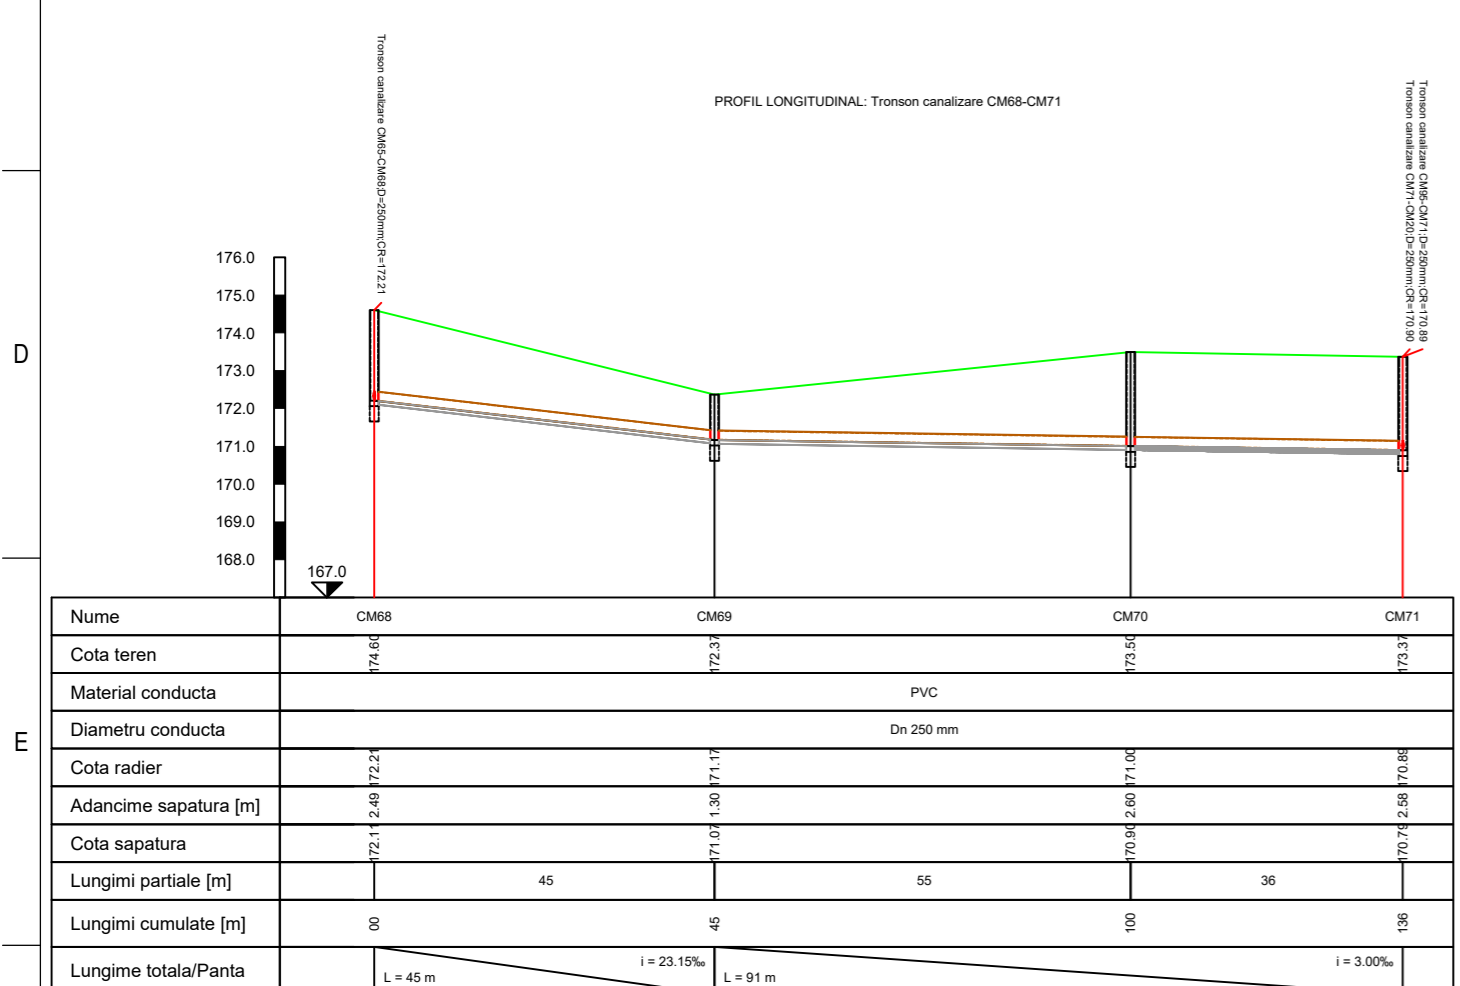 Tronson canalizare CM65-CM68;D=250mm;CR=172.21
PROFIL LONGITUDINAL: Tronson canalizare CM68-CM71
Tronson canalizare CM95-CM71;D=250mm;CR=170.89
Tronson canalizare CM71-CM20;D=250mm;CR=170.90
176.0
175.0
174.0
173.0
172.0
171.0
170.0
169.0
168.0
167.0
D
E
Nume CM68 CM69 CM70 CM71
Cota teren 174.60 172.37 173.50 173.37
Material conducta PVC
Diametru conducta Dn 250 mm
Cota radier 172.21 171.17 171.00 170.89
Adancime sapatura [m] 2.49 1.30 2.60 2.58
Cota sapatura 172.11 171.07 170.90 170.79
Lungimi partiale [m] 45 55 36
Lungimi cumulate [m] 00 45 100 136
Lungime totala/Panta L = 45 m i = 23.15‰ L = 91 m i = 3.00‰